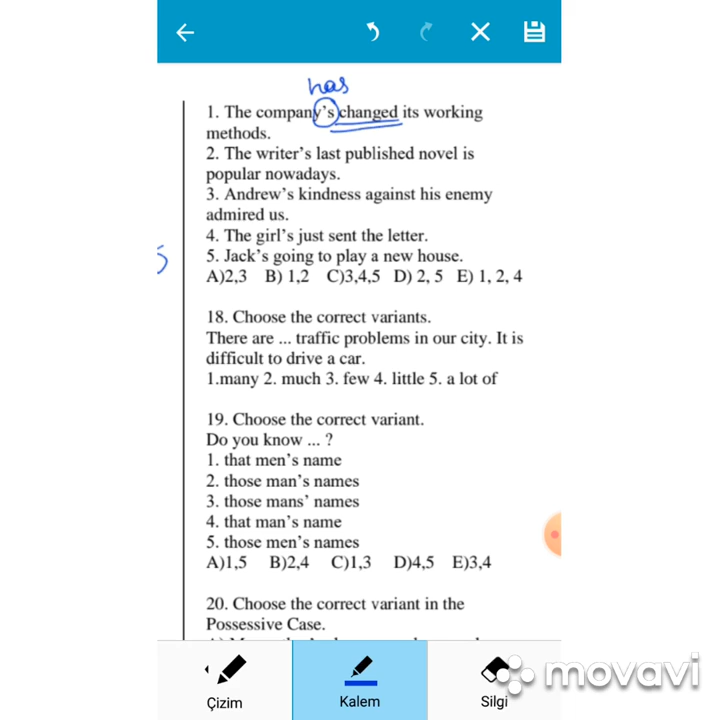 has
1. The company's changed its working
methods.
2. The writer's last published novel is
popular nowadays.
3. Andrew's kindness against his enemy
admired us.
4. The girl's just sent the letter.
5. Jack's going to play a new house.
A)2,3 B) 1,2 C)3,4,5 D) 2, 5 E) 1, 2, 4
18. Choose the correct variants.
There are ... traffic problems in our city. It is
difficult to drive a car.
1.many 2. much 3. few 4. little 5. a lot of
19. Choose the correct variant.
Do you know ... ?
1. that men's name
2. those man's names
3. those mans' names
4. that man's name
5. those men's names
A)1,5 B)2,4 C)1,3 D)4,5 E)3,4
20. Choose the correct variant in the
Possessive Case.
Çizim Kalem Silgi
movavi